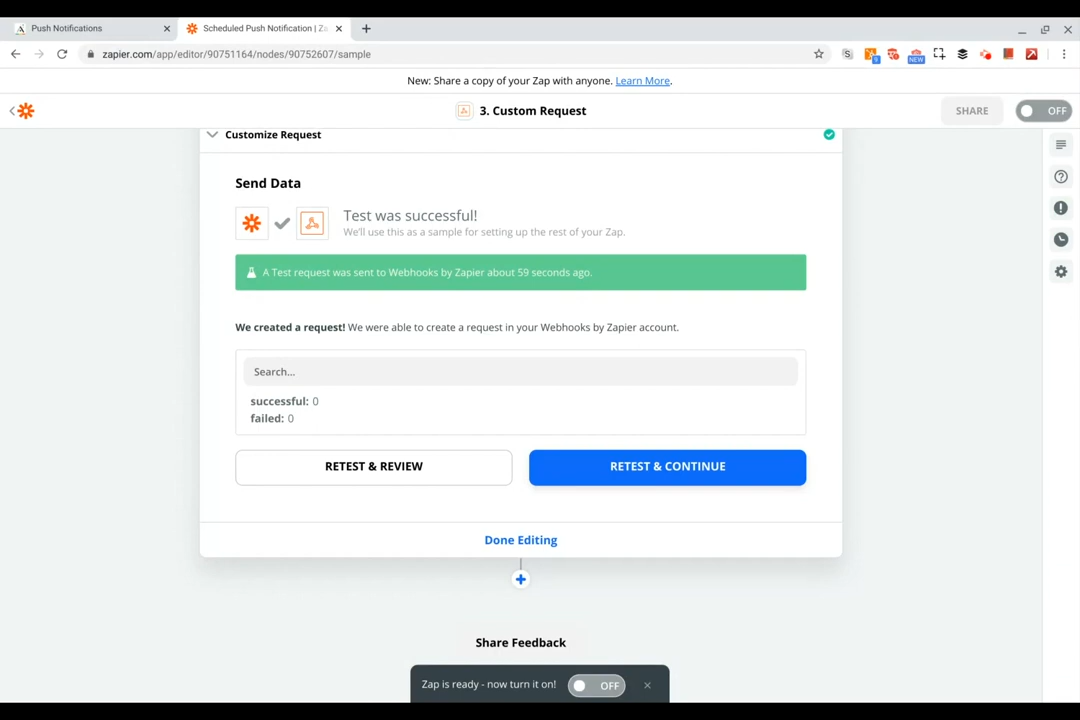 Push Notifications
Scheduled Push Notification | Za
zapier.com/app/editor/90751164/nodes/90752607/sample
9
NEW
New: Share a copy of your Zap with anyone. Learn More.
3. Custom Request
SHARE
OFF
Customize Request
Send Data
Test was successful!
We'll use this as a sample for setting up the rest of your Zap.
A Test request was sent to Webhooks by Zapier about 59 seconds ago.
We created a request! We were able to create a request in your Webhooks by Zapier account.
Search...
successful: 0
failed: 0
RETEST & REVIEW
RETEST & CONTINUE
Done Editing
Share Feedback
Zap is ready - now turn it on!
OFF